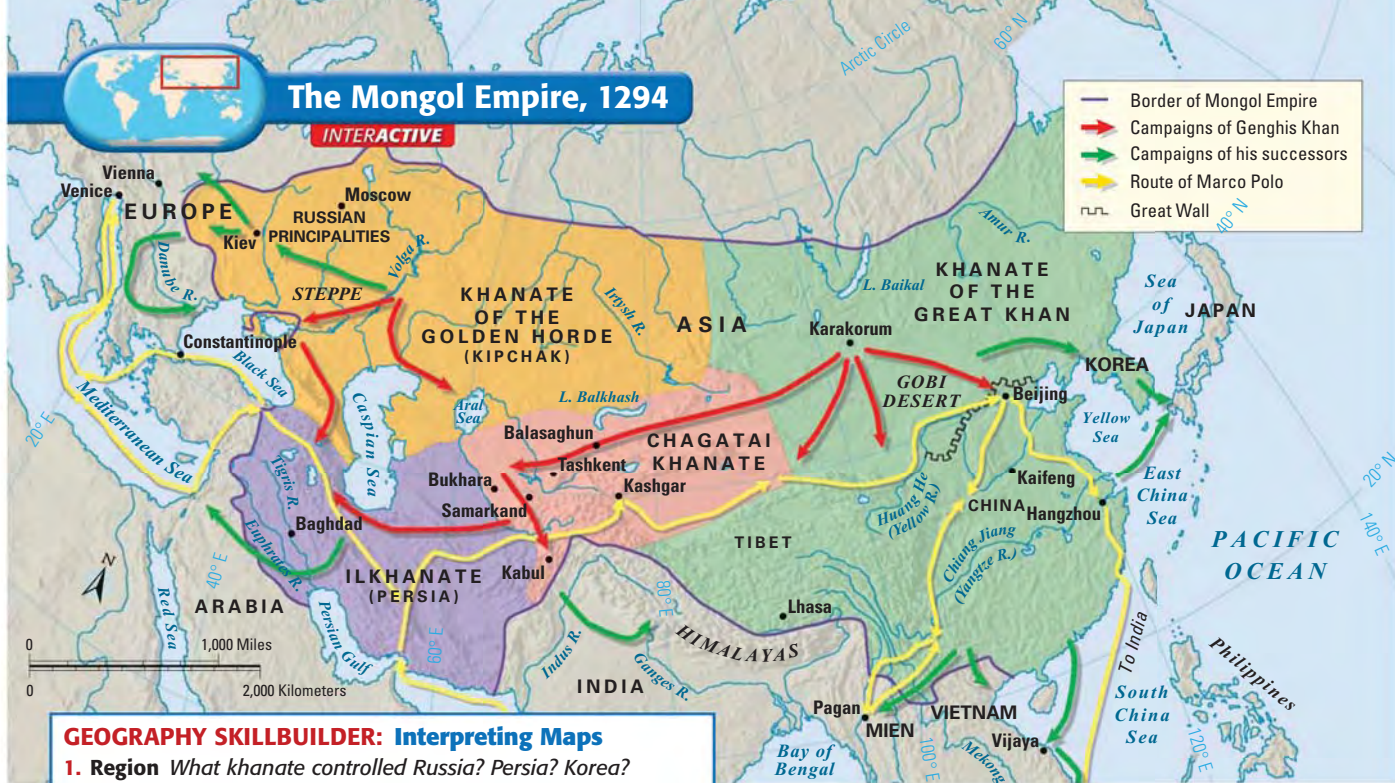 The Mongol Empire, 1294
INTERACTIVE
Border of Mongol Empire
Campaigns of Genghis Khan
Campaigns of his successors
Route of Marco Polo
Great Wall
Arctic Circle
60° N
40° N
20° N
140° E
120° E
100° E
80° E
60° E
40° E
20° E
Vienna
Venice
EUROPE
Moscow
RUSSIAN
PRINCIPALITIES
Kiev
Danube R.
Volga R.
STEPPE
KHANATE
OF THE
GOLDEN HORDE
(KIPCHAK)
Irtysh R.
ASIA
Constantinople
Black Sea
Mediterranean Sea
Caspian Sea
Aral
Sea
L. Balkhash
Balasaghun
Tashkent
CHAGATAI
KHANATE
Bukhara
Samarkand
Kashgar
Kabul
Tigris R.
Baghdad
Euphrates R.
ILKHANATE
(PERSIA)
ARABIA
Red Sea
Persian Gulf
N
0
1,000 Miles
0
2,000 Kilometers
Indus R.
INDIA
Ganges R.
HIMALAYAS
TIBET
Lhasa
Karakorum
L. Baikal
Amur R.
KHANATE
OF THE
GREAT KHAN
GOBI
DESERT
Beijing
KOREA
Sea
of
Japan
JAPAN
Yellow
Sea
Kaifeng
CHINA
Hangzhou
Huang He
(Yellow R.)
Chiang Jiang
(Yangtze R.)
East
China
Sea
PACIFIC
OCEAN
To India
Philippines
South
China
Sea
Pagan
MIEN
VIETNAM
Vijaya
Mekong
Bay of
Bengal
GEOGRAPHY SKILLBUILDER: Interpreting Maps
1. Region What khanate controlled Russia? Persia? Korea?